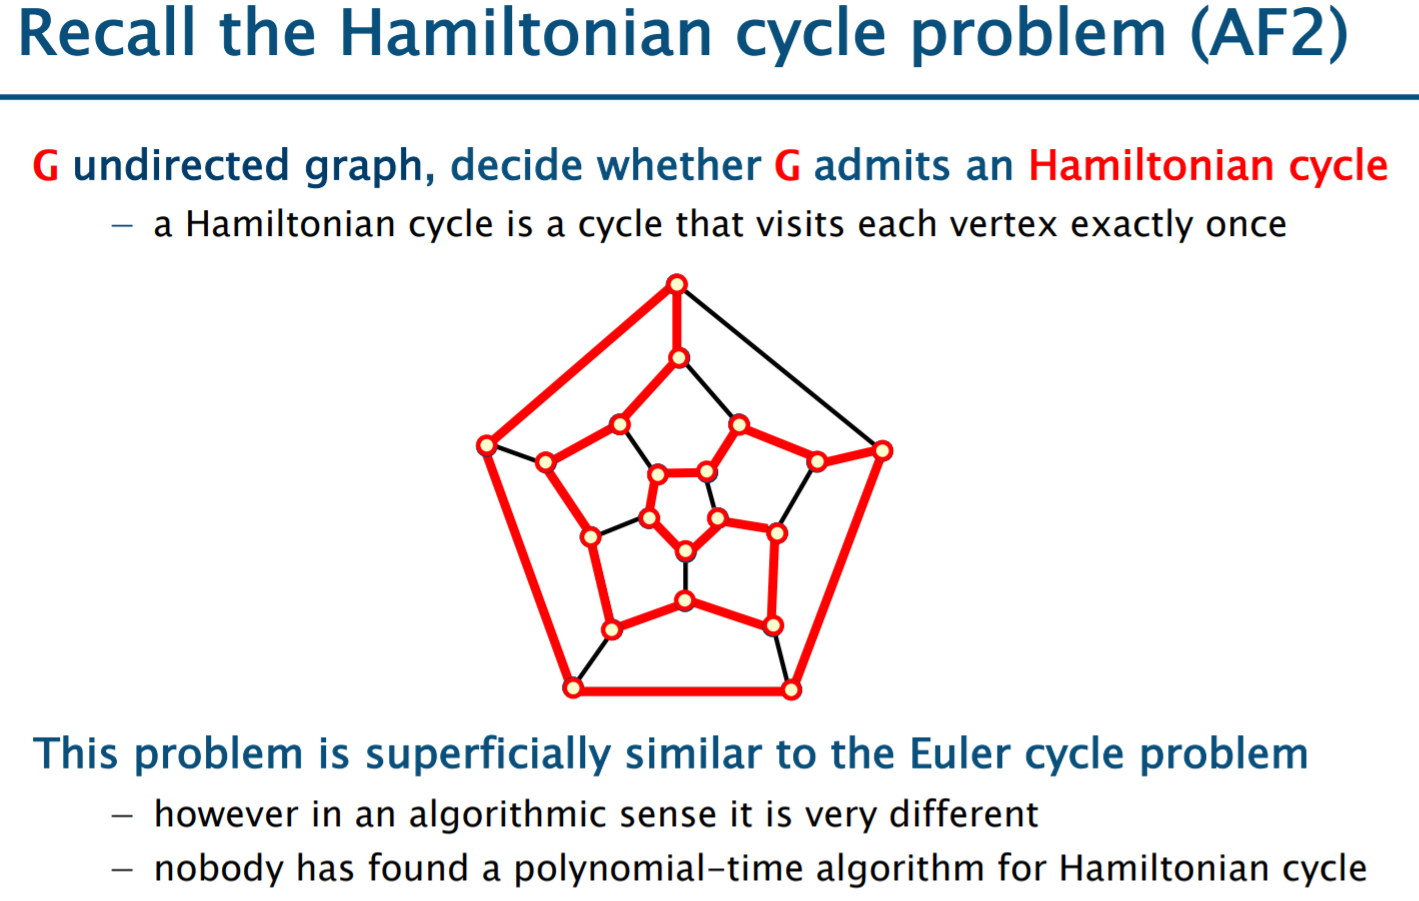 Recall the Hamiltonian cycle problem (AF2)
G undirected graph, decide whether G admits an Hamiltonian cycle
– a Hamiltonian cycle is a cycle that visits each vertex exactly once
This problem is superficially similar to the Euler cycle problem
– however in an algorithmic sense it is very different
– nobody has found a polynomial-time algorithm for Hamiltonian cycle